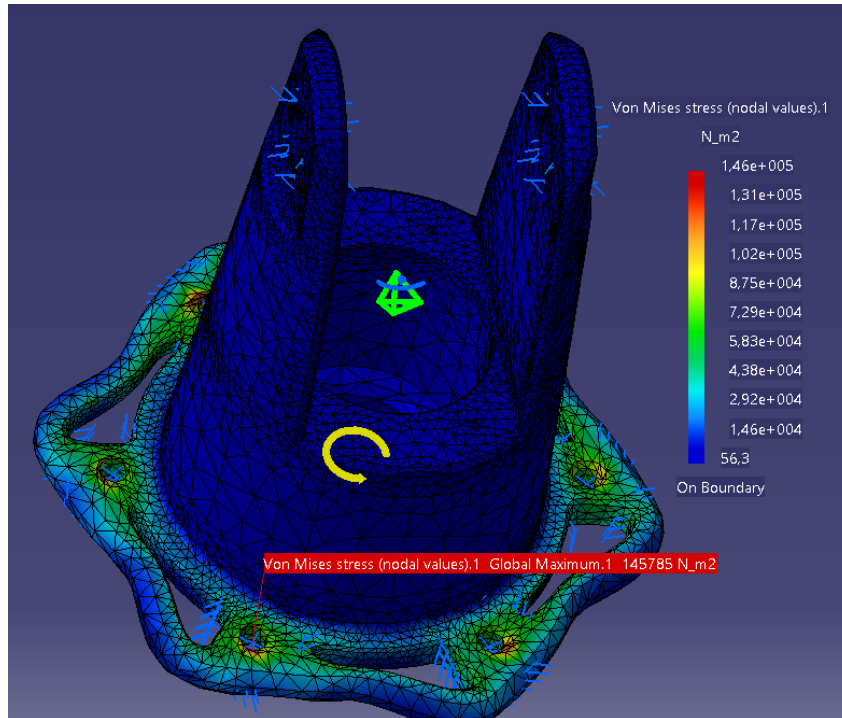 Von Mises stress (nodal values).1
N_m2
1,46e+005
1,31e+005
1,17e+005
1,02e+005
8,75e+004
7,29e+004
5,83e+004
4,38e+004
2,92e+004
1,46e+004
56,3
On Boundary
Von Mises stress (nodal values).1 Global Maximum.1 145785 N_m2